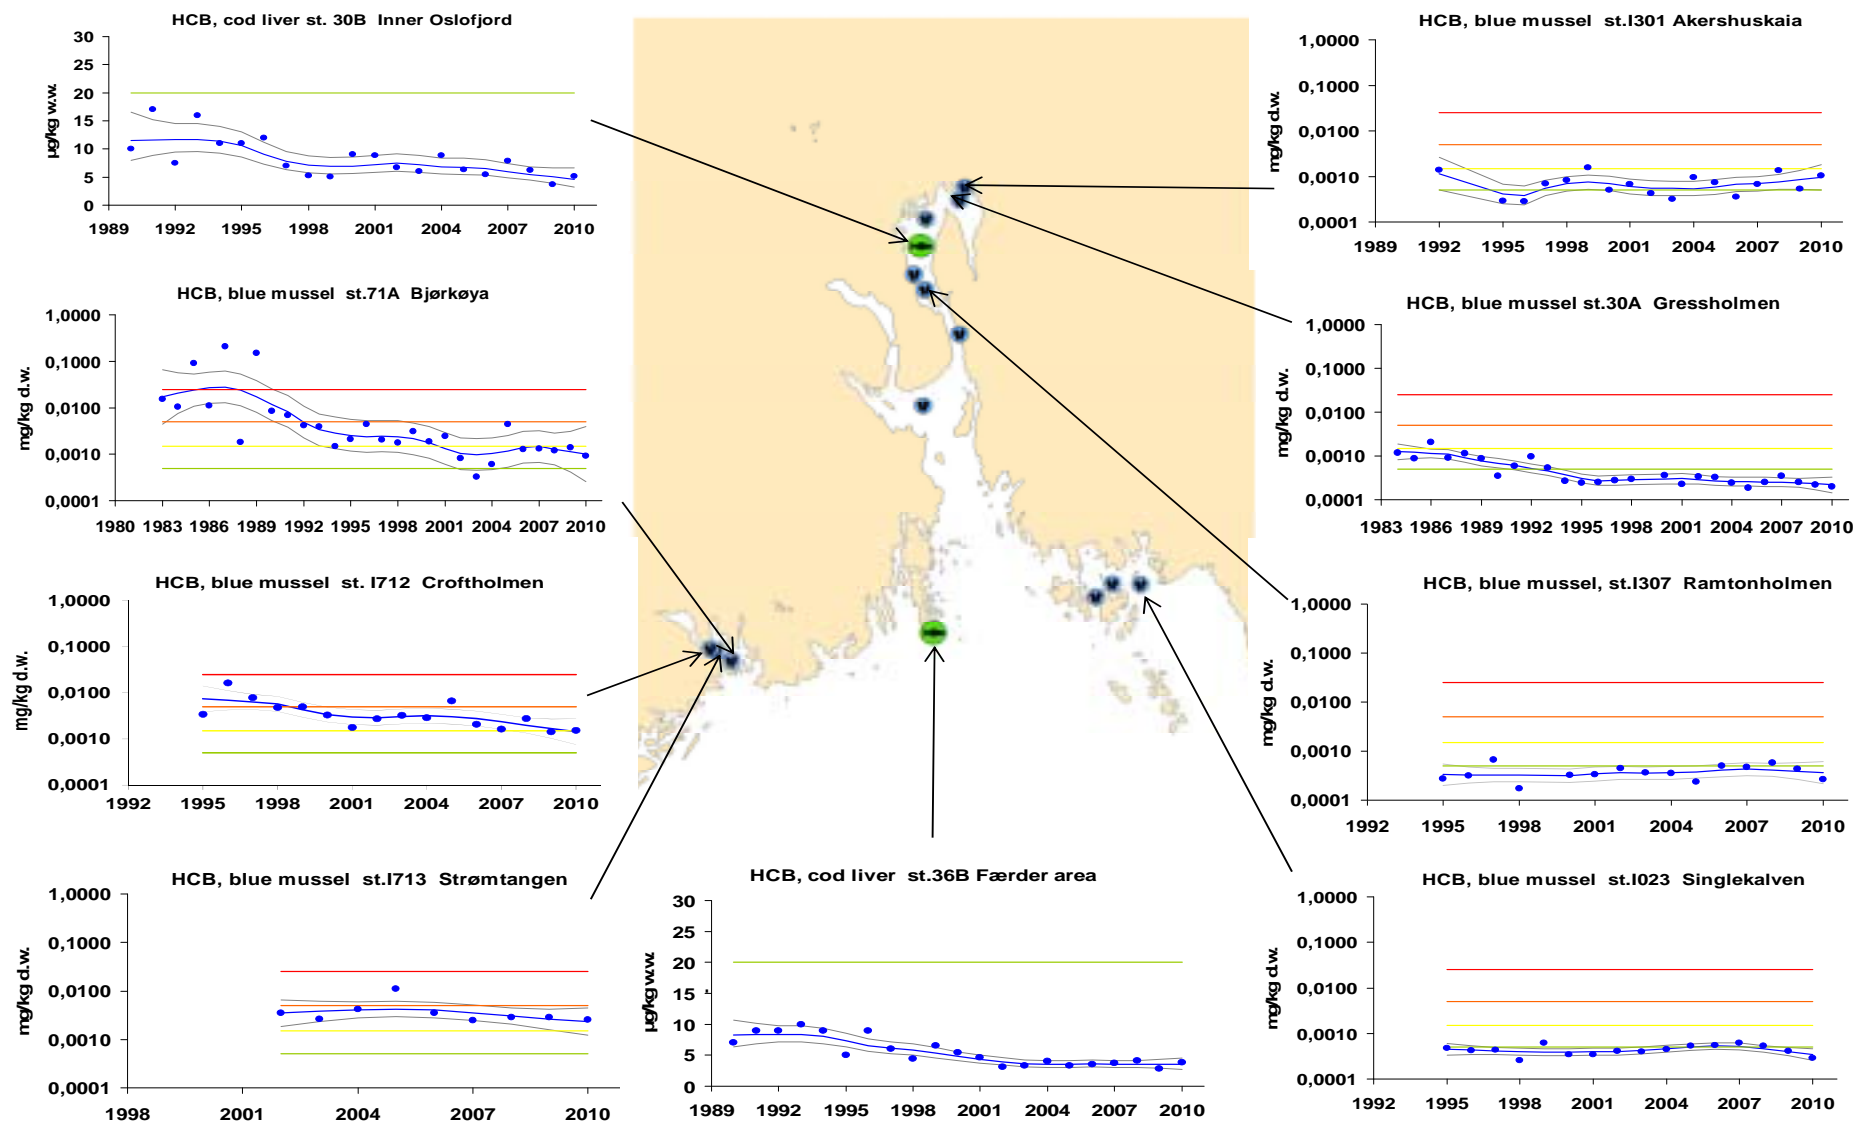 HCB, cod liver st. 30B Inner Oslofjord
µg/kg w.w.
30
25
20
15
10
5
0
1989 1992 1995 1998 2001 2004 2007 2010
HCB, blue mussel st.71A Bjørkøya
mg/kg d.w.
1,0000
0,1000
0,0100
0,0010
0,0001
1980 1983 1986 1989 1992 1995 1998 2001 2004 2007 2010
HCB, blue mussel st. I712 Croftholmen
mg/kg d.w.
1,0000
0,1000
0,0100
0,0010
0,0001
1992 1995 1998 2001 2004 2007 2010
HCB, blue mussel st.I713 Strømtangen
mg/kg d.w.
1,0000
0,1000
0,0100
0,0010
0,0001
1998 2001 2004 2007 2010
HCB, cod liver st.36B Færder area
µg/kg w.w.
30
25
20
15
10
5
0
1989 1992 1995 1998 2001 2004 2007 2010
HCB, blue mussel st.I301 Akershuskaia
mg/kg d.w.
1,0000
0,1000
0,0100
0,0010
0,0001
1989 1992 1995 1998 2001 2004 2007 2010
HCB, blue mussel st.30A Gressholmen
mg/kg d.w.
1,0000
0,1000
0,0100
0,0010
0,0001
1983 1986 1989 1992 1995 1998 2001 2004 2007 2010
HCB, blue mussel, st.I307 Ramtonholmen
mg/kg d.w.
1,0000
0,1000
0,0100
0,0010
0,0001
1992 1995 1998 2001 2004 2007 2010
HCB, blue mussel st.I023 Singlekalven
mg/kg d.w.
1,0000
0,1000
0,0100
0,0010
0,0001
1992 1995 1998 2001 2004 2007 2010